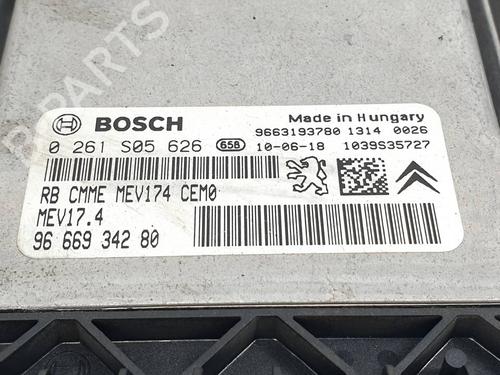 BOSCH
Made in Hungary
9663193780 1314 0026
0 261 S05 626 658 10-06-18 1039S35727
RB CMME MEV174 CEM0
MEV17.4
96 669 342 80
B PARTS